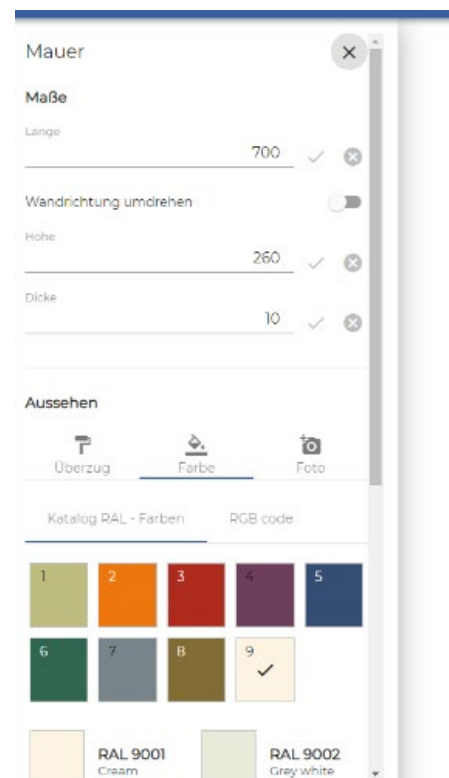 Mauer
Maße
Lange
700
Wandrichtung umdrehen
Hohe
260
Dicke
10
Aussehen
Überzug Farbe Foto
Katalog RAL - Farben RGB code
1 2 3 4 5
6 7 8 9
RAL 9001 RAL 9002
Cream Grey white